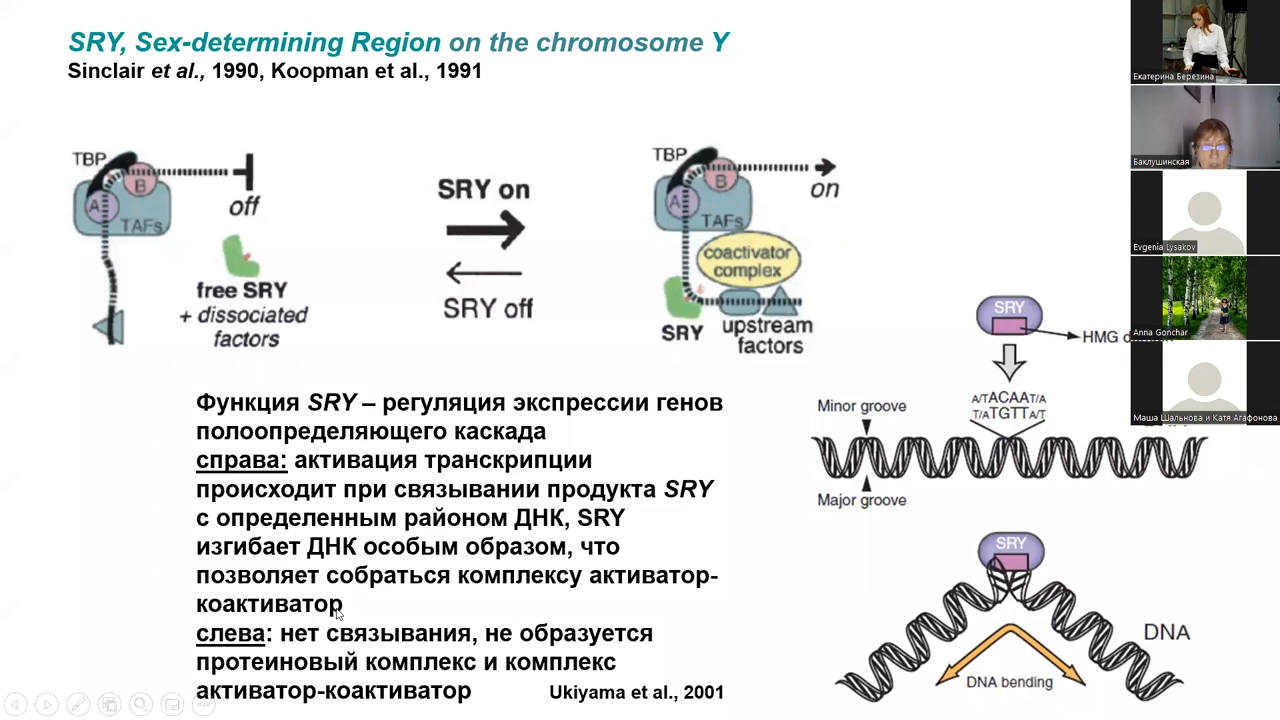 SRY, Sex-determining Region on the chromosome Y
Sinclair et al., 1990, Koopman et al., 1991
TBP
B
A
TAFs
off
free SRY
+ dissociated
factors
SRY on
SRY off
TBP
B
A
TAFs
on
coactivator
complex
SRY
upstream
factors
SRY
HMG
A/TACAAT/A
T/ATGTTA/T
Minor groove
Major groove
SRY
DNA
DNA bending
Функция SRY – регуляция экспрессии генов
полоопределяющего каскада
справа: активация транскрипции
происходит при связывании продукта SRY
с определенным районом ДНК, SRY
изгибает ДНК особым образом, что
позволяет собраться комплексу активатор-
коактиватор
слева: нет связывания, не образуется
протеиновый комплекс и комплекс
активатор-коактиватор
Ukiyama et al., 2001
Екатерина Березина
Баклушинская
Evgenia Lysakov
Anna Gonchar
Маша Шальнова и Катя Агафонова